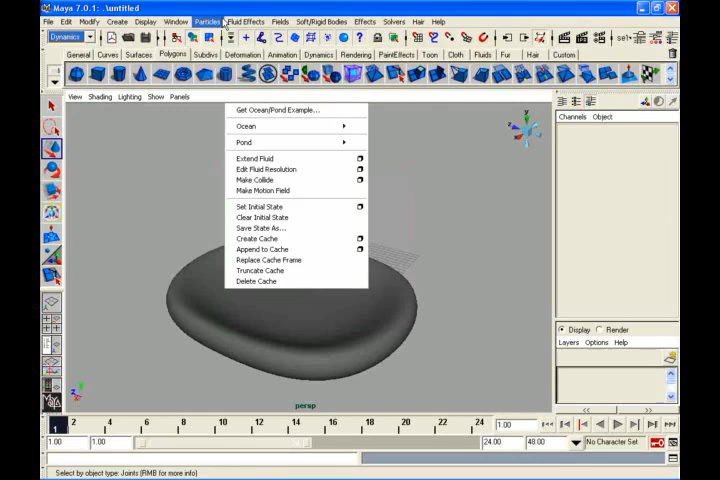 Maya 7.0.1: .\untitled
File Edit Modify Create Display Window Particles Fluid Effects Fields Soft/Rigid Bodies Effects Solvers Hair Help
Dynamics sel*
General Curves Surfaces Polygons Subdivs Deformation Animation Dynamics Rendering PaintEffects Toon Cloth Fluids Fur Hair Custom
View Shading Lighting Show Panels
Channels Object
Get Ocean/Pond Example...
Ocean
Pond
Extend Fluid
Edit Fluid Resolution
Make Collide
Make Motion Field
Set Initial State
Clear Initial State
Save State As...
Create Cache
Append to Cache
Replace Cache Frame
Truncate Cache
Delete Cache
y
x
z
persp
Display Render
Layers Options Help
<< >>
1 2 4 6 8 10 12 14 16 18 20 22 24 1.00
1.00 1.00 24.00 48.00 No Character Set
Select by object type: Joints (RMB for more info)